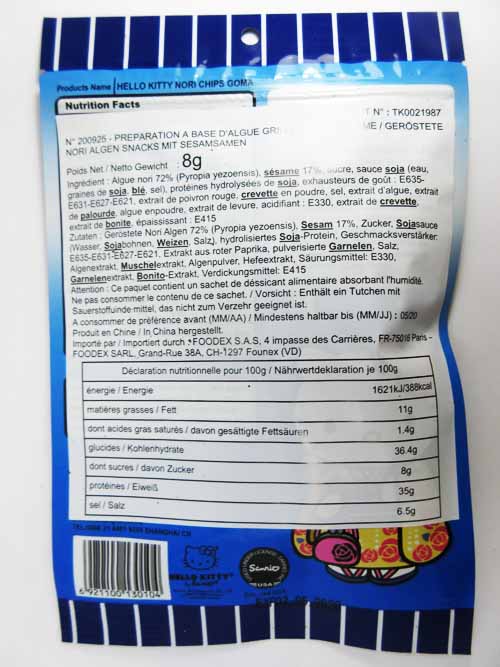 Products Name HELLO KITTY NORI CHIPS GOMA
Nutrition Facts
N° : TK0021987
N° 200925 - PREPARATION A BASE D'ALGUE ME / GERÖSTETE
NORI ALGEN SNACKS MIT SESAMSAMEN
Poids Net / Netto Gewicht : 8g
Ingrédient : Algue nori 72% (Pyropia yezoensis), sésame 17%, sucre, sauce soja (eau,
graines de soja, blé, sel), protéines hydrolysées de soja, exhausteurs de goût : E635-
E631-E627-E621, extrait de poivron rouge, crevette en poudre, sel, extrait d'algue, extrait
de palourde, algue enpoudre, extrait de levure, acidifiant : E330, extrait de crevette,
extrait de bonite, épaississant : E415
Zutaten : Geröstete Nori Algen 72% (Pyropia yezoensis), Sesam 17%, Zucker, Sojasauce
(Wasser, Sojabohnen, Weizen, Salz), hydrolisiertes Soja-Protein, Geschmacksverstärker:
E635-E631-E627-E621, Extrakt aus roter Paprika, pulversierte Garnelen, Salz,
Algenextrakt, Muschelextrakt, Algenpulver, Hefeextrakt, Säurungsmittel: E330,
Garnelenextrakt, Bonito-Extrakt, Verdickungsmittel: E415
Attention : Ce paquet contient un sachet de déssicant alimentaire absorbant l'humidité.
Ne pas consommer le contenu de ce sachet. / Vorsicht : Enthält ein Tutchen mit
Sauerstoffuinde mittel, das nicht zum Verzehr geeignet ist.
A consommer de préférence avant (MM/AA) / Mindestens haltbar bis (MM/JJ) : 05/20
Produit en Chine / In China hergestellt.
Importé par / Importiert durch : FOODEX S.A.S, 4 impasse des Carrières, FR-75016 Paris -
FOODEX SARL, Grand-Rue 38A, CH-1297 Founex (VD)
Déclaration nutritionnelle pour 100g / Nährwertdeklaration je 100g
énergie / Energie 1621kJ/388kcal
matières grasses / Fett 11g
dont acides gras saturés / davon gesättigte Fettsäuren 1.4g
glucides / Kohlenhydrate 36.4g
dont sucres / davon Zucker 8g
protéines / Eiweiß 35g
sel / Salz 6.5g
SHANGHAI CN
HELLO KITTY
Sanrio
USA
6 921100 130104